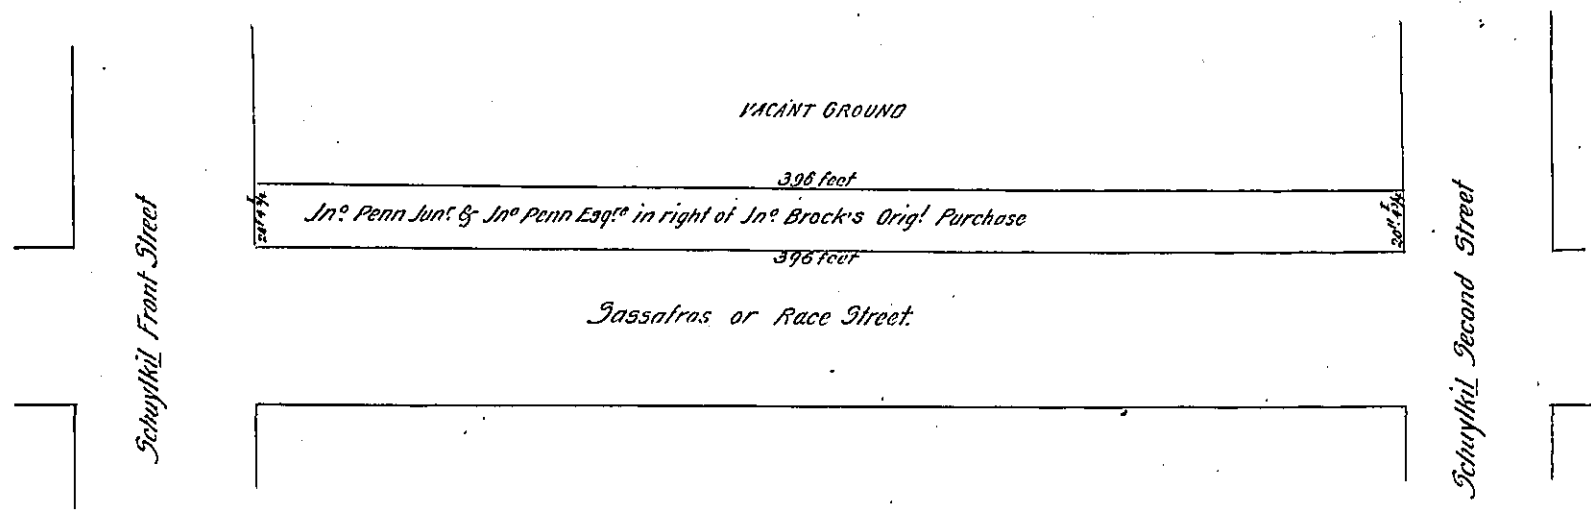 VACANT GROUND
396 feet
Jnº Penn Junr. & Jnº Penn Esqrs in right of Jnº Brock's Origl. Purchase
396 feet
Sassafras or Race Street.
Schuylkil Front Street
Schuylkil Second Street